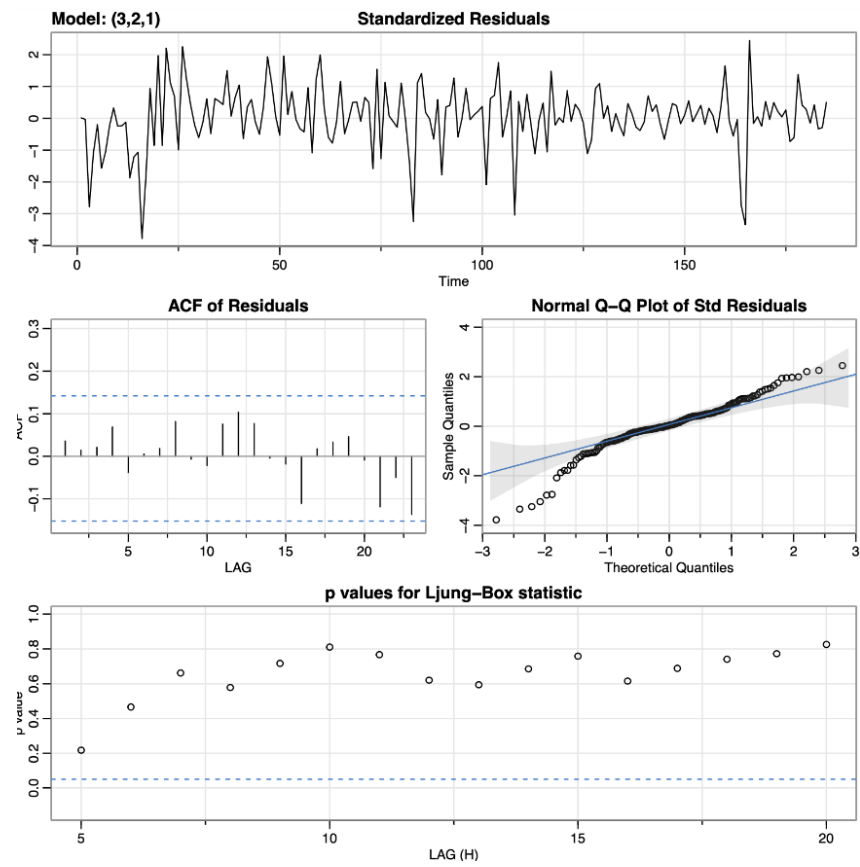 Model: (3,2,1) Standardized Residuals
2
1
0
−1
−2
−3
−4
0 50 100 150
Time
ACF of Residuals
0.3
0.2
0.1
0.0
−0.1
5 10 15 20
LAG
Normal Q−Q Plot of Std Residuals
Sample Quantiles
4
2
0
−2
−4
−3 −2 −1 0 1 2 3
Theoretical Quantiles
p values for Ljung−Box statistic
1.0
0.8
0.6
0.4
0.2
0.0
5 10 15 20
LAG (H)